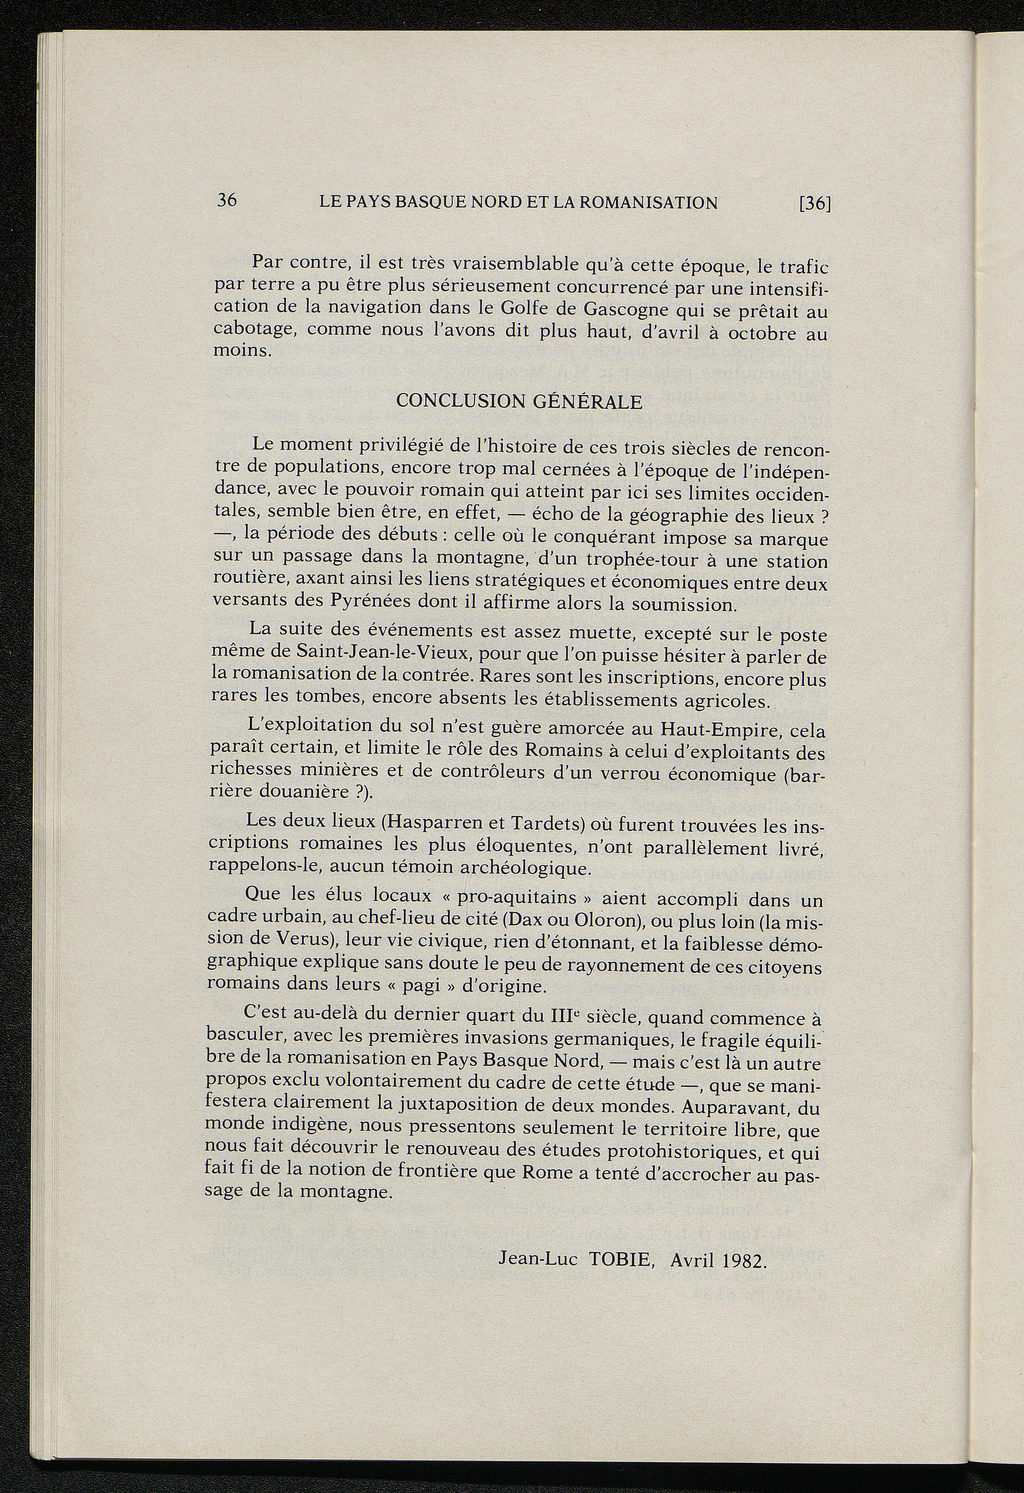 36 LE PAYS BASQUE NORD ET LA ROMANISATION [36]
Par contre, il est très vraisemblable qu'à cette époque, le trafic
par terre a pu être plus sérieusement concurrencé par une intensifi-
cation de la navigation dans le Golfe de Gascogne qui se prêtait au
cabotage, comme nous l'avons dit plus haut, d'avril à octobre au
moins.
CONCLUSION GÉNÉRALE
Le moment privilégié de l'histoire de ces trois siècles de rencon-
tre de populations, encore trop mal cernées à l'époque de l'indépen-
dance, avec le pouvoir romain qui atteint par ici ses limites occiden-
tales, semble bien être, en effet, — écho de la géographie des lieux ?
—, la période des débuts : celle où le conquérant impose sa marque
sur un passage dans la montagne, d'un trophée-tour à une station
routière, axant ainsi les liens stratégiques et économiques entre deux
versants des Pyrénées dont il affirme alors la soumission.
La suite des événements est assez muette, excepté sur le poste
même de Saint-Jean-le-Vieux, pour que l'on puisse hésiter à parler de
la romanisation de la contrée. Rares sont les inscriptions, encore plus
rares les tombes, encore absents les établissements agricoles.
L'exploitation du sol n'est guère amorcée au Haut-Empire, cela
paraît certain, et limite le rôle des Romains à celui d'exploitants des
richesses minières et de contrôleurs d'un verrou économique (bar-
rière douanière ?).
Les deux lieux (Hasparren et Tardets) où furent trouvées les ins-
criptions romaines les plus éloquentes, n'ont parallèlement livré,
rappelons-le, aucun témoin archéologique.
Que les élus locaux « pro-aquitains » aient accompli dans un
cadre urbain, au chef-lieu de cité (Dax ou Oloron), ou plus loin (la mis-
sion de Verus), leur vie civique, rien d'étonnant, et la faiblesse démo-
graphique explique sans doute le peu de rayonnement de ces citoyens
romains dans leurs « pagi » d'origine.
C'est au-delà du dernier quart du IIIe siècle, quand commence à
basculer, avec les premières invasions germaniques, le fragile équili-
bre de la romanisation en Pays Basque Nord, — mais c'est là un autre
propos exclu volontairement du cadre de cette étude —, que se mani-
festera clairement la juxtaposition de deux mondes. Auparavant, du
monde indigène, nous pressentons seulement le territoire libre, que
nous fait découvrir le renouveau des études protohistoriques, et qui
fait fi de la notion de frontière que Rome a tenté d'accrocher au pas-
sage de la montagne.
Jean-Luc TOBIE, Avril 1982.